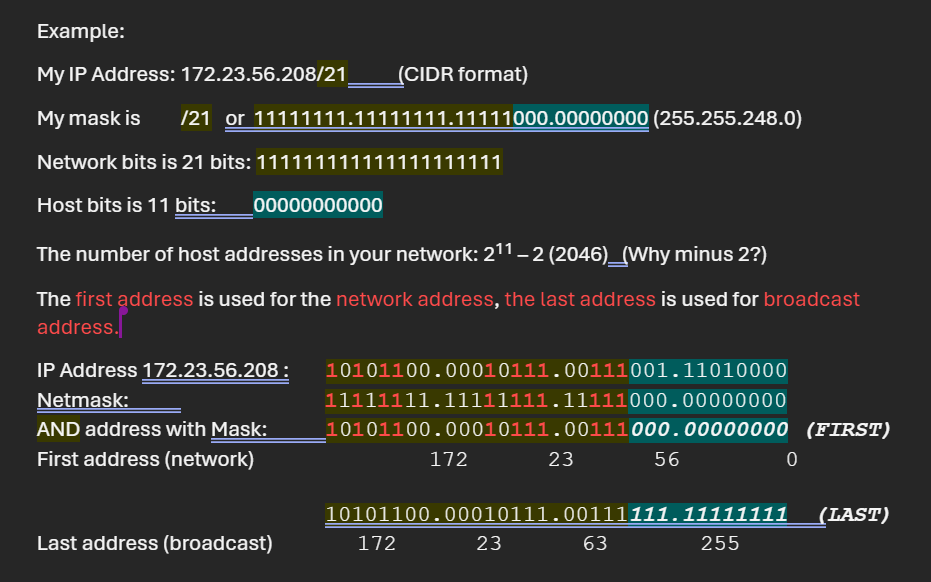 Example:
My IP Address: 172.23.56.208/21 (CIDR format)
My mask is /21 or 11111111.11111111.11111000.00000000 (255.255.248.0)
Network bits is 21 bits: 111111111111111111111
Host bits is 11 bits: 00000000000
The number of host addresses in your network: 2¹¹ – 2 (2046) (Why minus 2?)
The first address is used for the network address, the last address is used for broadcast
address.
IP Address 172.23.56.208 : 10101100.00010111.00111001.11010000
Netmask: 11111111.11111111.11111000.00000000
AND address with Mask: 10101100.00010111.00111000.00000000 (FIRST)
First address (network) 172 23 56 0
10101100.00010111.00111111.11111111 (LAST)
Last address (broadcast) 172 23 63 255